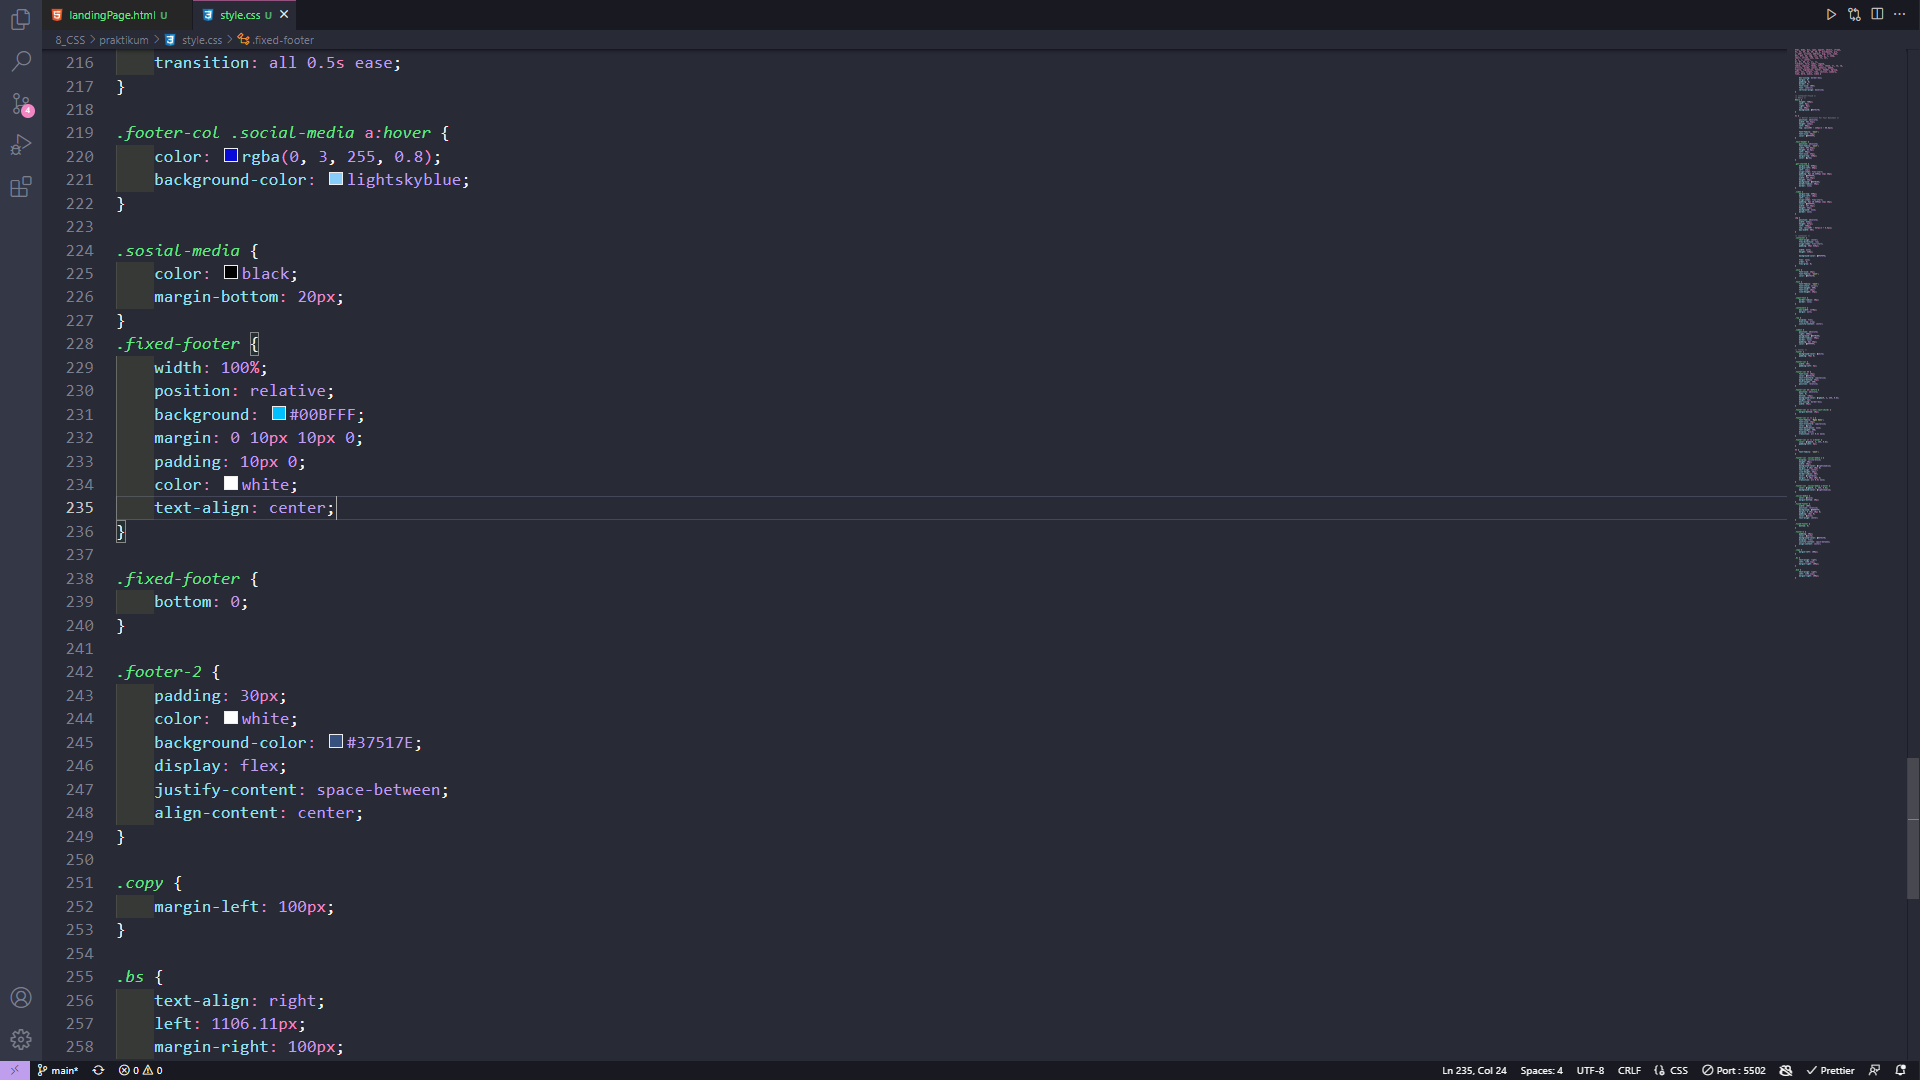 landingPage.html U
style.css U
8_CSS > praktikum > style.css > .fixed-footer
216 transition: all 0.5s ease;
217 }
218
219 .footer-col .social-media a:hover {
220 color: rgba(0, 3, 255, 0.8);
221 background-color: lightskyblue;
222 }
223
224 .sosial-media {
225 color: black;
226 margin-bottom: 20px;
227 }
228 .fixed-footer {
229 width: 100%;
230 position: relative;
231 background: #00BFFF;
232 margin: 0 10px 10px 0;
233 padding: 10px 0;
234 color: white;
235 text-align: center;
236 }
237
238 .fixed-footer {
239 bottom: 0;
240 }
241
242 .footer-2 {
243 padding: 30px;
244 color: white;
245 background-color: #37517E;
246 display: flex;
247 justify-content: space-between;
248 align-content: center;
249 }
250
251 .copy {
252 margin-left: 100px;
253 }
254
255 .bs {
256 text-align: right;
257 left: 1106.11px;
258 margin-right: 100px;
4
main* 0 0 Ln 235, Col 24 Spaces: 4 UTF-8 CRLF CSS Port : 5502 Prettier